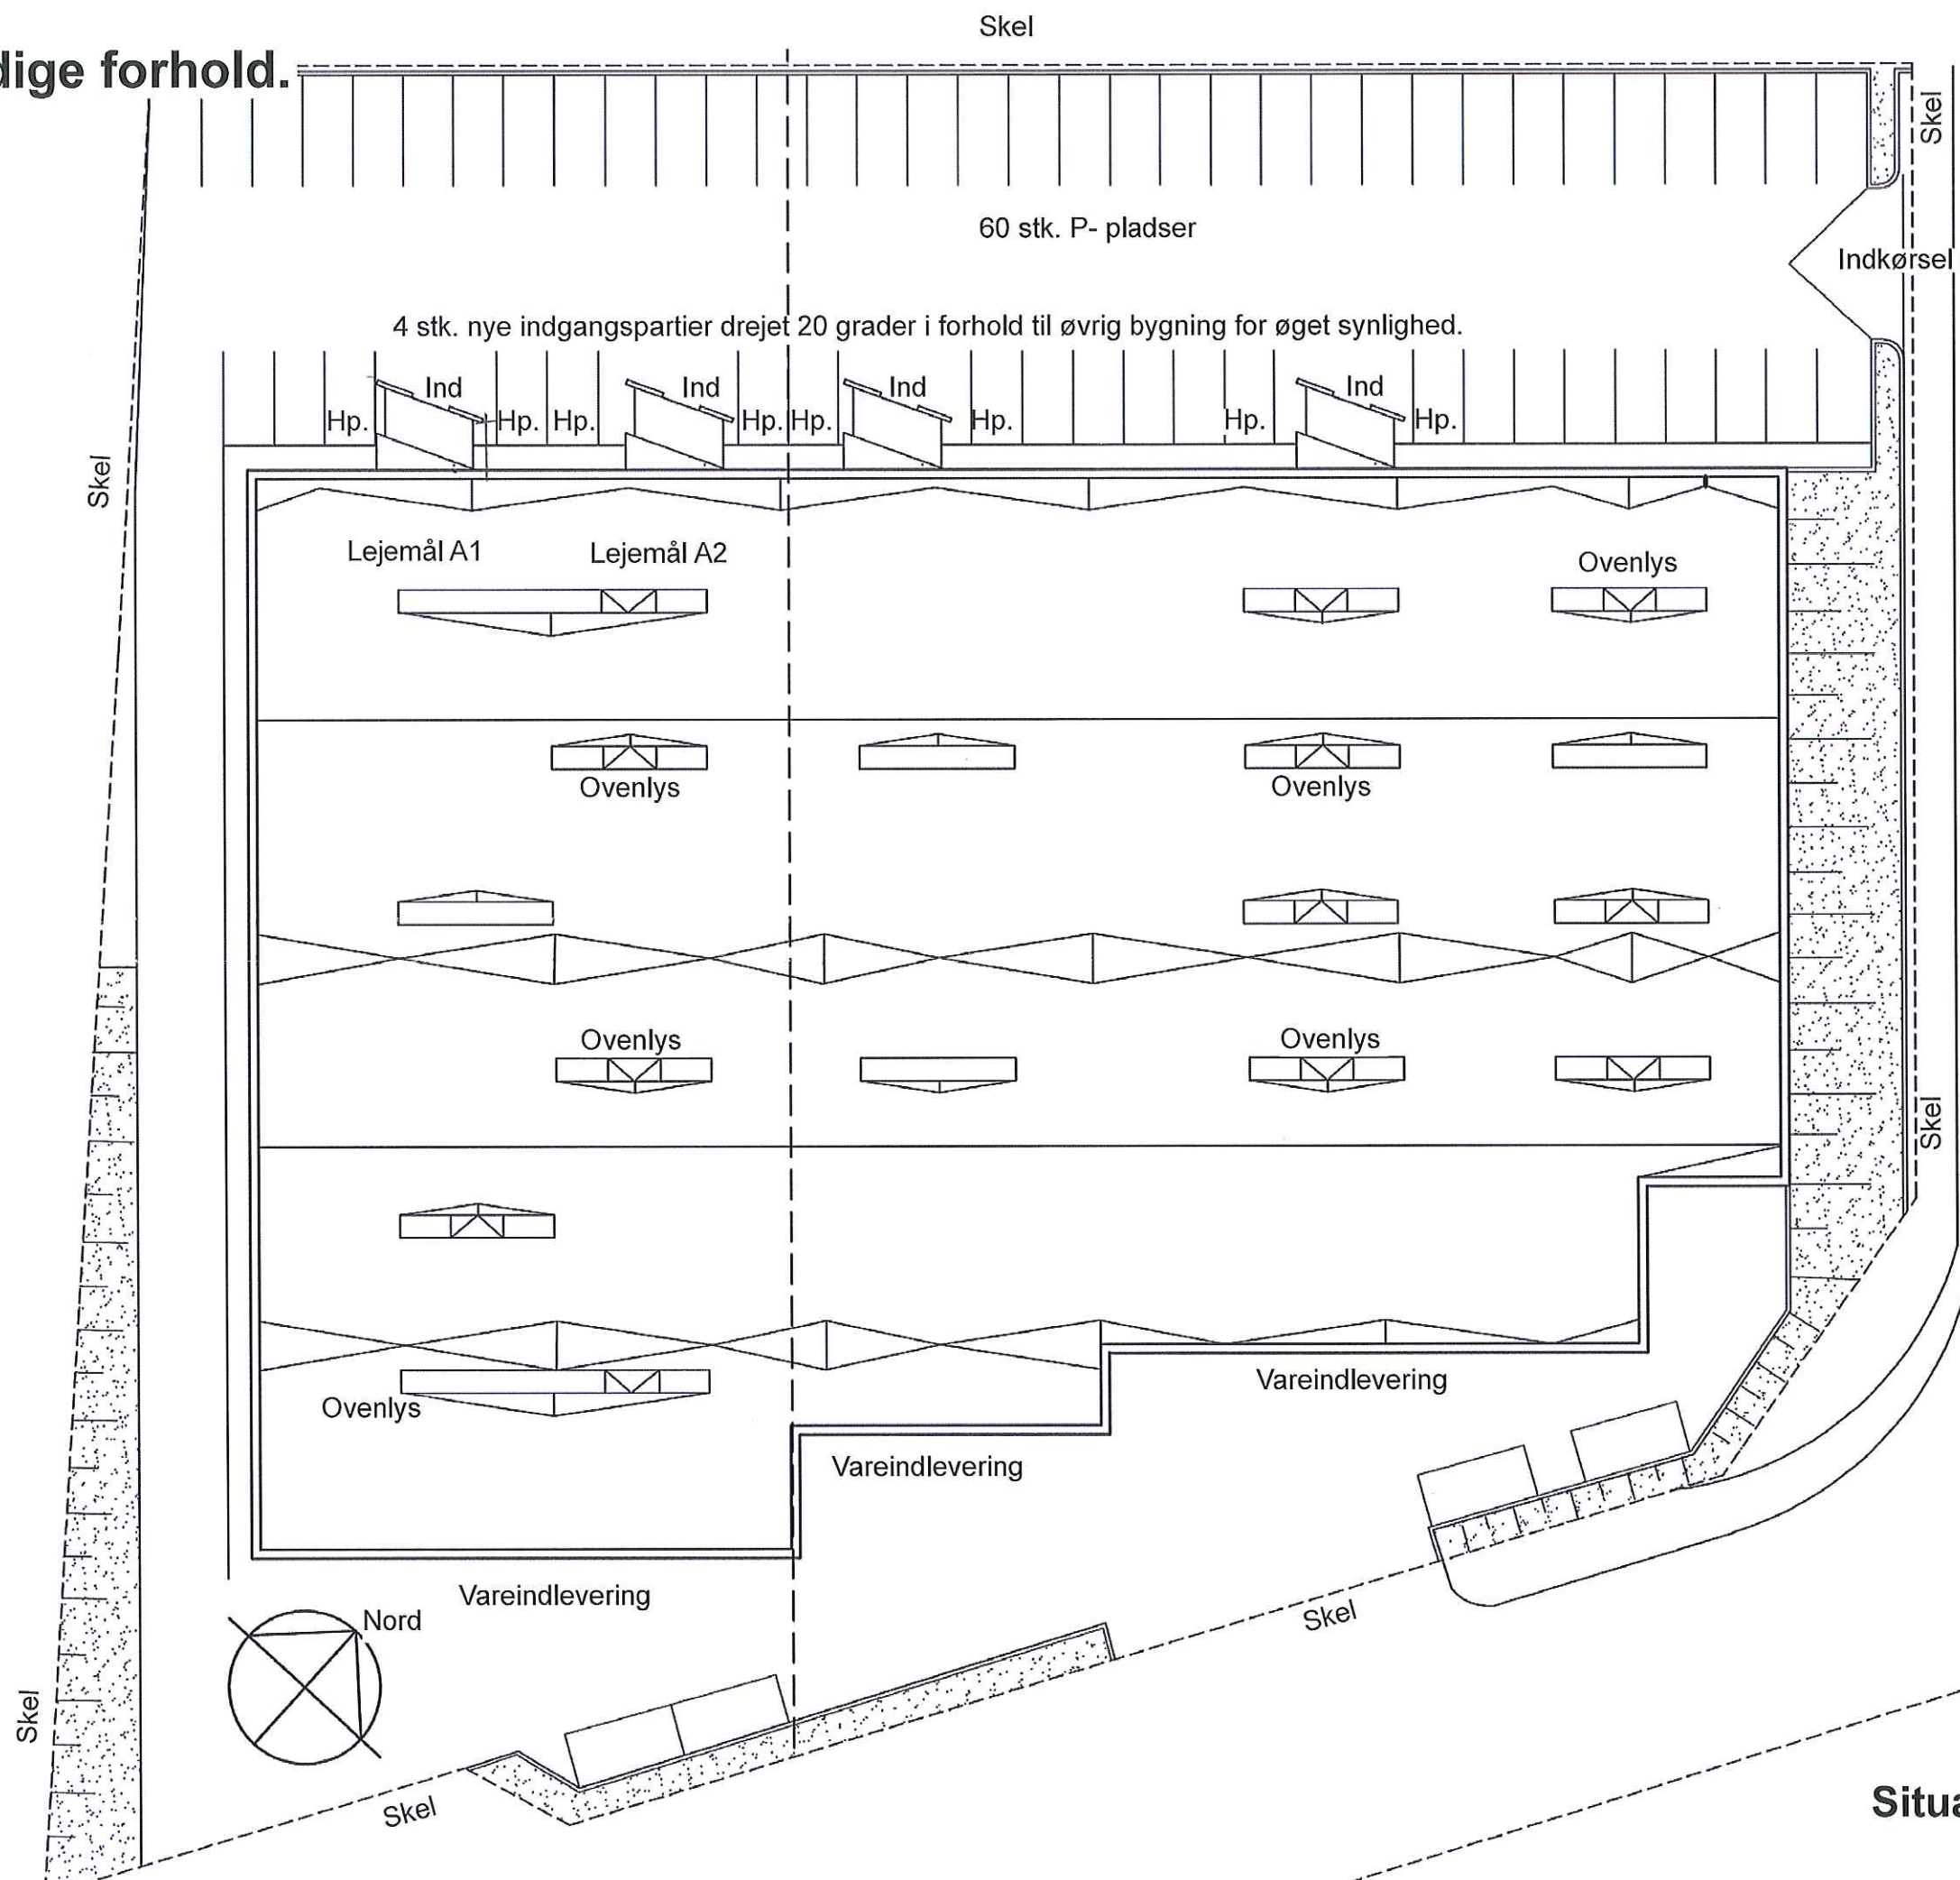 Skel
dige forhold.
Skel
60 stk. P- pladser
Indkørsel
4 stk. nye indgangspartier drejet 20 grader i forhold til øvrig bygning for øget synlighed.
Ind
Ind
Ind
Ind
Hp.
Hp.
Hp.
Hp.
Hp.
Hp.
Hp.
Hp.
Skel
Lejemål A1
Lejemål A2
Ovenlys
Ovenlys
Ovenlys
Ovenlys
Ovenlys
Skel
Ovenlys
Vareindlevering
Vareindlevering
Vareindlevering
Nord
Skel
Skel
Skel
Situa